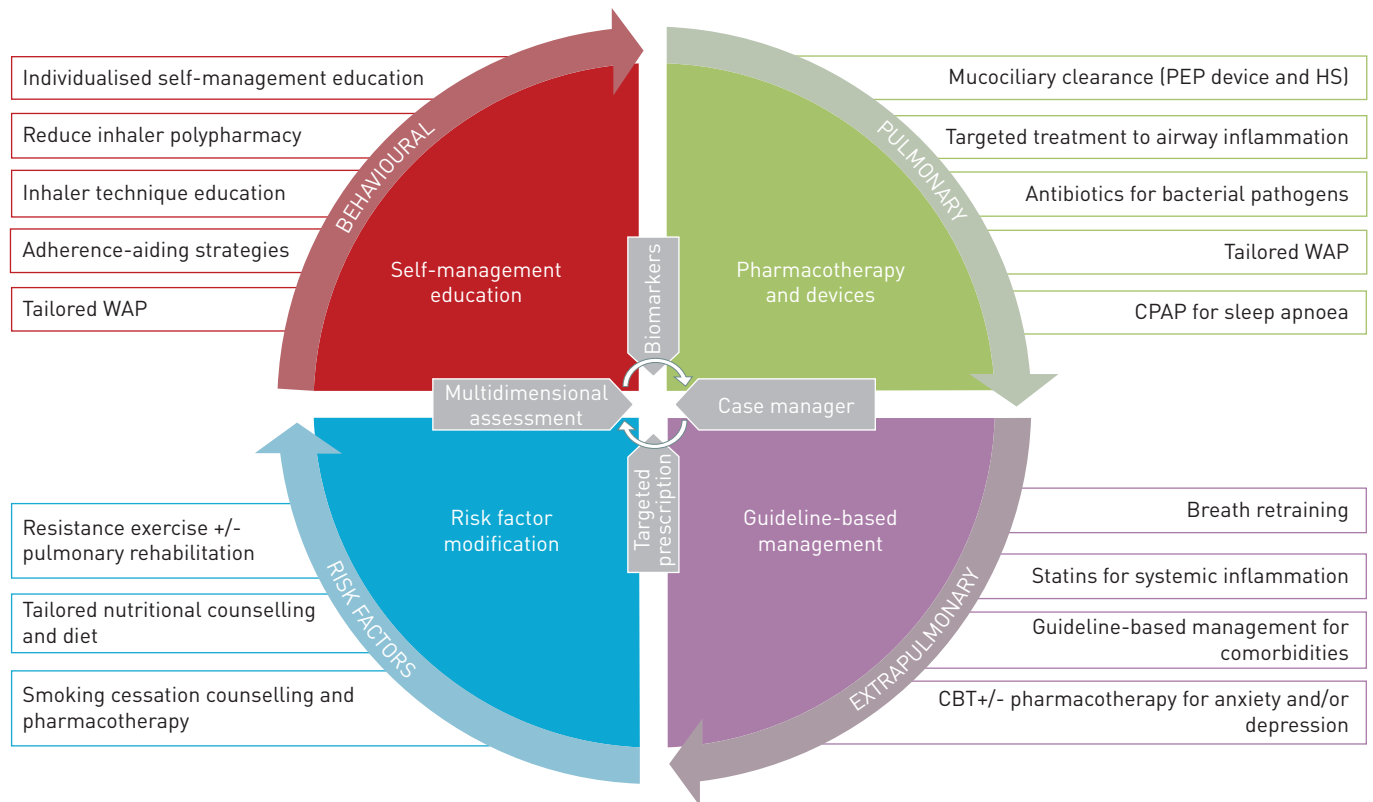 Individualised self-management education
Reduce inhaler polypharmacy
Inhaler technique education
Adherence-aiding strategies
Tailored WAP
BEHAVIOURAL
Self-management
education
Mucociliary clearance (PEP device and HS)
Targeted treatment to airway inflammation
Antibiotics for bacterial pathogens
Tailored WAP
CPAP for sleep apnoea
PULMONARY
Pharmacotherapy
and devices
Biomarkers
Multidimensional
assessment
Case manager
Targeted
prescription
Resistance exercise +/-
pulmonary rehabilitation
Tailored nutritional counselling
and diet
Smoking cessation counselling and
pharmacotherapy
RISK FACTORS
Risk factor
modification
Guideline-based
management
EXTRAPULMONARY
Breath retraining
Statins for systemic inflammation
Guideline-based management for
comorbidities
CBT+/- pharmacotherapy for anxiety and/or
depression